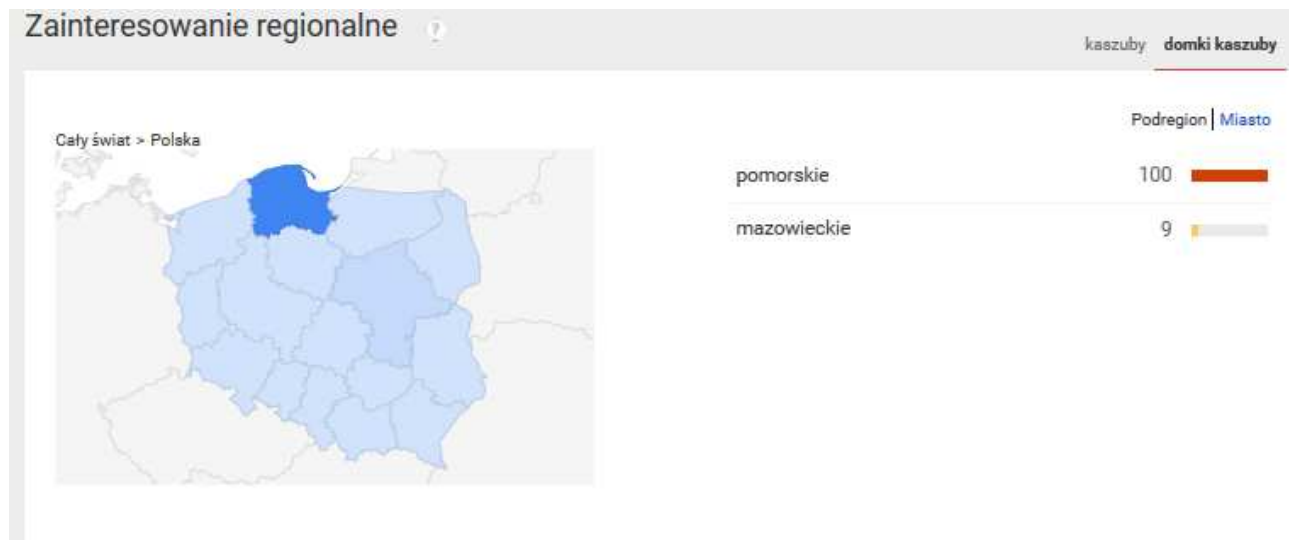 Zainteresowanie regionalne ?
kaszuby domki kaszuby
Podregion | Miasto
Cały świat > Polska
pomorskie 100
mazowieckie 9